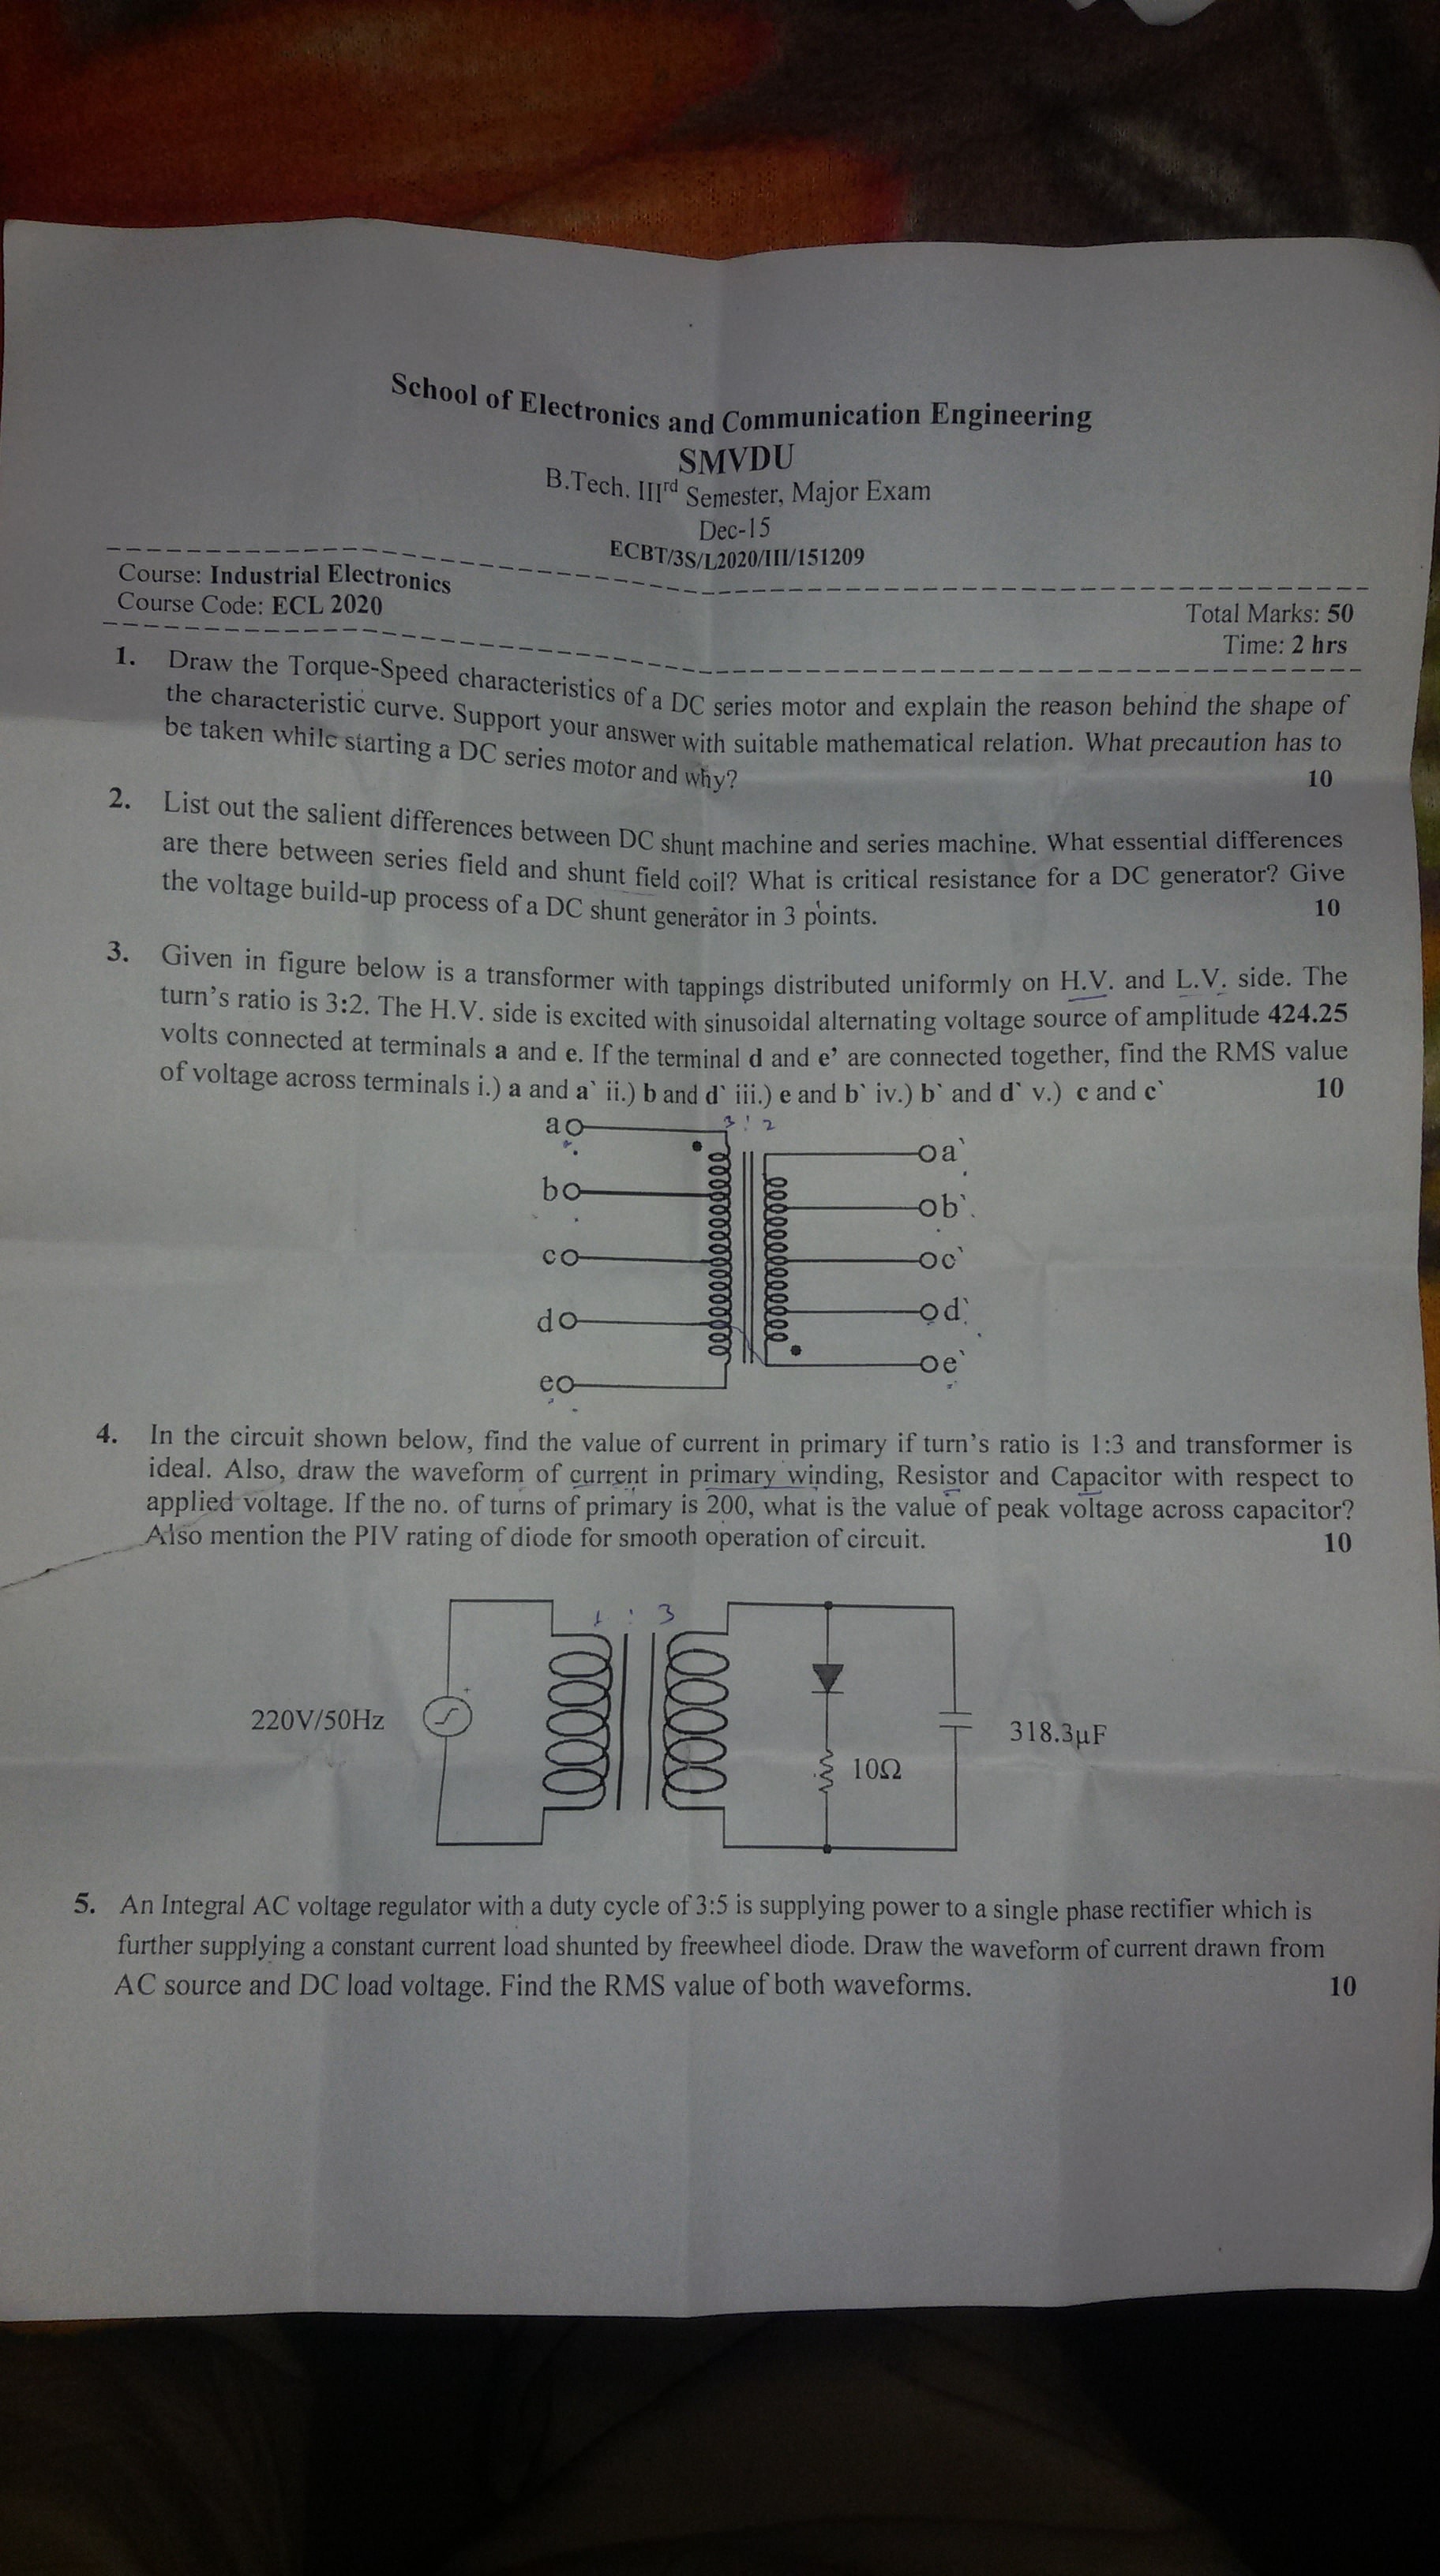 School of Electronics and Communication Engineering
SMVDU
B.Tech. IIIrd Semester, Major Exam
Dec-15
ECBT/3S/L2020/III/151209
Course: Industrial Electronics
Course Code: ECL 2020
Total Marks: 50
Time: 2 hrs
1. Draw the Torque-Speed characteristics of a DC series motor and explain the reason behind the shape of
the characteristic curve. Support your answer with suitable mathematical relation. What precaution has to
be taken while starting a DC series motor and why? 10
2. List out the salient differences between DC shunt machine and series machine. What essential differences
are there between series field and shunt field coil? What is critical resistance for a DC generator? Give
the voltage build-up process of a DC shunt generator in 3 points. 10
3. Given in figure below is a transformer with tappings distributed uniformly on H.V. and L.V. side. The
turn's ratio is 3:2. The H.V. side is excited with sinusoidal alternating voltage source of amplitude 424.25
volts connected at terminals a and e. If the terminal d and e' are connected together, find the RMS value
of voltage across terminals i.) a and a` ii.) b and d` iii.) e and b` iv.) b` and d` v.) c and c` 10
3 : 2
a
a`
b
b`
c
c`
d
d`
e
e`
4. In the circuit shown below, find the value of current in primary if turn's ratio is 1:3 and transformer is
ideal. Also, draw the waveform of current in primary winding, Resistor and Capacitor with respect to
applied voltage. If the no. of turns of primary is 200, what is the value of peak voltage across capacitor?
Also mention the PIV rating of diode for smooth operation of circuit. 10
1 : 3
220V/50Hz
318.3µF
10Ω
5. An Integral AC voltage regulator with a duty cycle of 3:5 is supplying power to a single phase rectifier which is
further supplying a constant current load shunted by freewheel diode. Draw the waveform of current drawn from
AC source and DC load voltage. Find the RMS value of both waveforms. 10